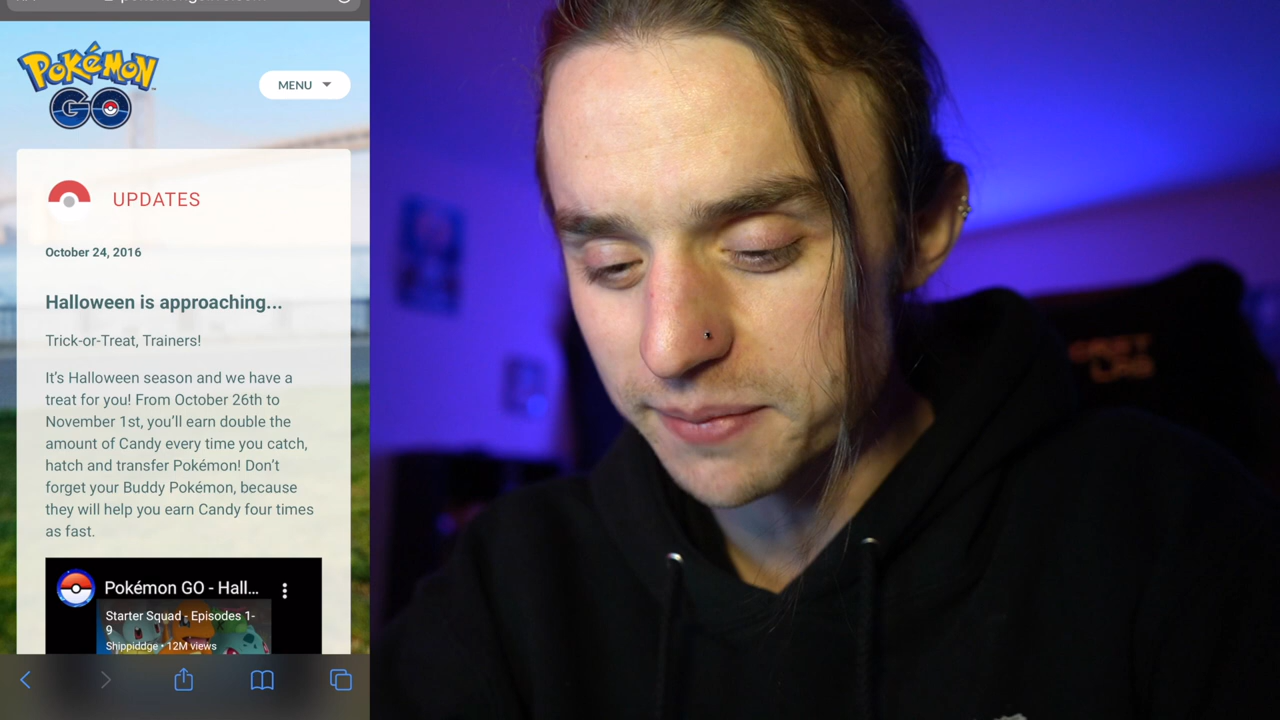 POKéMON
GO
MENU
UPDATES
October 24, 2016
Halloween is approaching...
Trick-or-Treat, Trainers!
It's Halloween season and we have a
treat for you! From October 26th to
November 1st, you'll earn double the
amount of Candy every time you catch,
hatch and transfer Pokémon! Don't
forget your Buddy Pokémon, because
they will help you earn Candy four times
as fast.
Pokémon GO - Hall...
Starter Squad - Episodes 1-
9
Shippiddge • 12M views